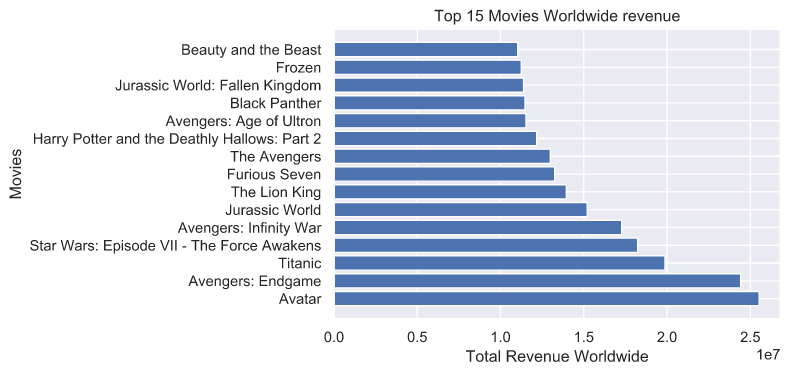 Top 15 Movies Worldwide revenue
Beauty and the Beast
Frozen
Jurassic World: Fallen Kingdom
Black Panther
Avengers: Age of Ultron
Harry Potter and the Deathly Hallows: Part 2
The Avengers
Furious Seven
The Lion King
Jurassic World
Avengers: Infinity War
Star Wars: Episode VII - The Force Awakens
Titanic
Avengers: Endgame
Avatar
Movies
0.0 0.5 1.0 1.5 2.0 2.5
1e7
Total Revenue Worldwide